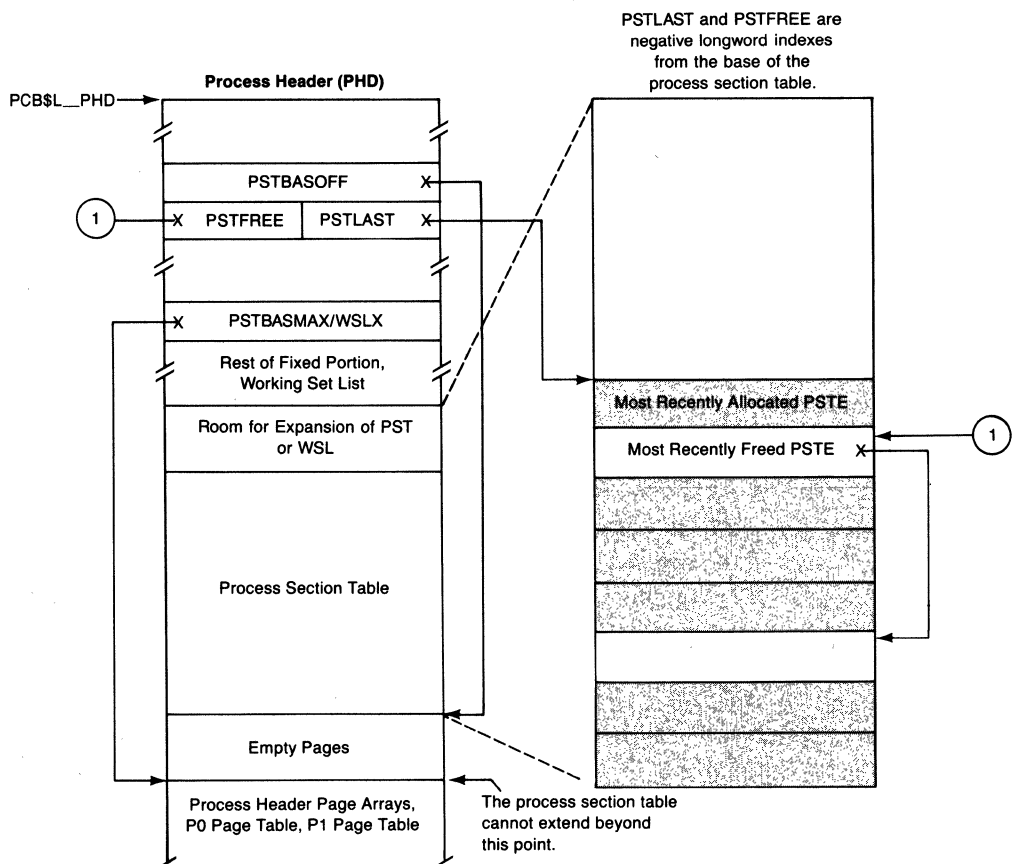 PSTLAST and PSTFREE are
negative longword indexes
from the base of the
process section table.
Process Header (PHD)
PCB$L__PHD
PSTBASOFF
X
1
X
PSTFREE
PSTLAST
X
X
PSTBASMAX/WSLX
Rest of Fixed Portion,
Working Set List
Room for Expansion of PST
or WSL
Process Section Table
Empty Pages
Process Header Page Arrays,
P0 Page Table, P1 Page Table
Most Recently Allocated PSTE
Most Recently Freed PSTE
X
1
The process section table
cannot extend beyond
this point.